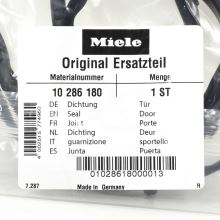 Miele
Original Ersatzteil
Materialnummer Menge
10 286 180 1 ST
DE Dichtung Tür
EN Seal Door
FR Joint Porte
NL Dichting Deur
IT guarnizione sportello
ES Junta Puerta
01028618000013
7.287 Made in Germany R